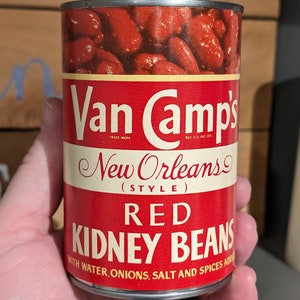 Van Camp's
TRADE MARK REG. U.S. PAT. OFF.
New Orleans
(STYLE)
RED
KIDNEY BEANS
WITH WATER, ONIONS, SALT AND SPICES ADDED